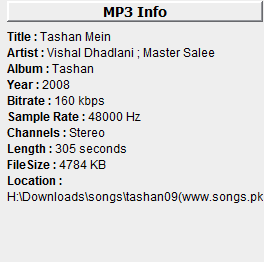 MP3 Info
Title : Tashan Mein
Artist : Vishal Dhadlani ; Master Salee
Album : Tashan
Year : 2008
Bitrate : 160 kbps
Sample Rate : 48000 Hz
Channels : Stereo
Length : 305 seconds
FileSize : 4784 KB
Location :
H:\Downloads\songs\tashan09(www.songs.pk